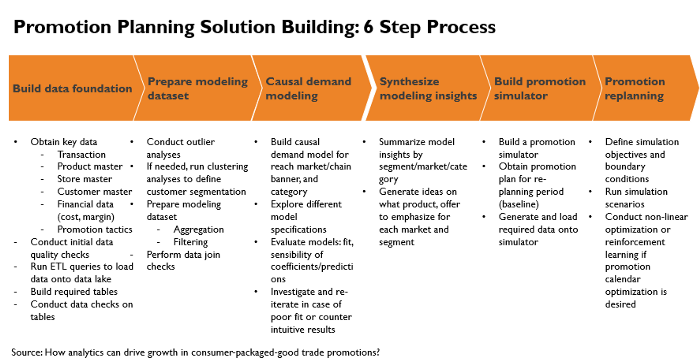 Promotion Planning Solution Building: 6 Step Process
Build data foundation
Prepare modeling
dataset
Causal demand
modeling
Synthesize
modeling insights
Build promotion
simulator
Promotion
replanning
• Obtain key data
- Transaction
- Product master
- Store master
- Customer master
- Financial data
(cost, margin)
- Promotion tactics
- Conduct initial data
quality checks
- Run ETL queries to load
data onto data lake
- Build required tables
- Conduct data checks on
tables
• Conduct outlier
analyses
• If needed, run clustering
analyses to define
customer segmentation
• Prepare modeling
dataset
- Aggregation
- Filtering
- Perform data join
checks
• Build causal
demand model for
reach market/chain
banner, and
category
• Explore different
model
specifications
• Evaluate models: fit,
sensibility of
coefficients/predicti
ons
• Investigate and re-
iterate in case of
poor fit or counter
intuitive results
• Summarize model
insights by
segment/market/cate
gory
• Generate ideas on
what product, offer
to emphasize for
each market and
segment
• Build a promotion
simulator
• Obtain promotion
plan for re-
planning period
(baseline)
• Generate and load
required data onto
simulator
• Define simulation
objectives and
boundary
conditions
• Run simulation
scenarios
• Conduct non-linear
optimization or
reinforcement
learning if
promotion
calendar
optimization is
desired
Source: How analytics can drive growth in consumer-packaged-good trade promotions?